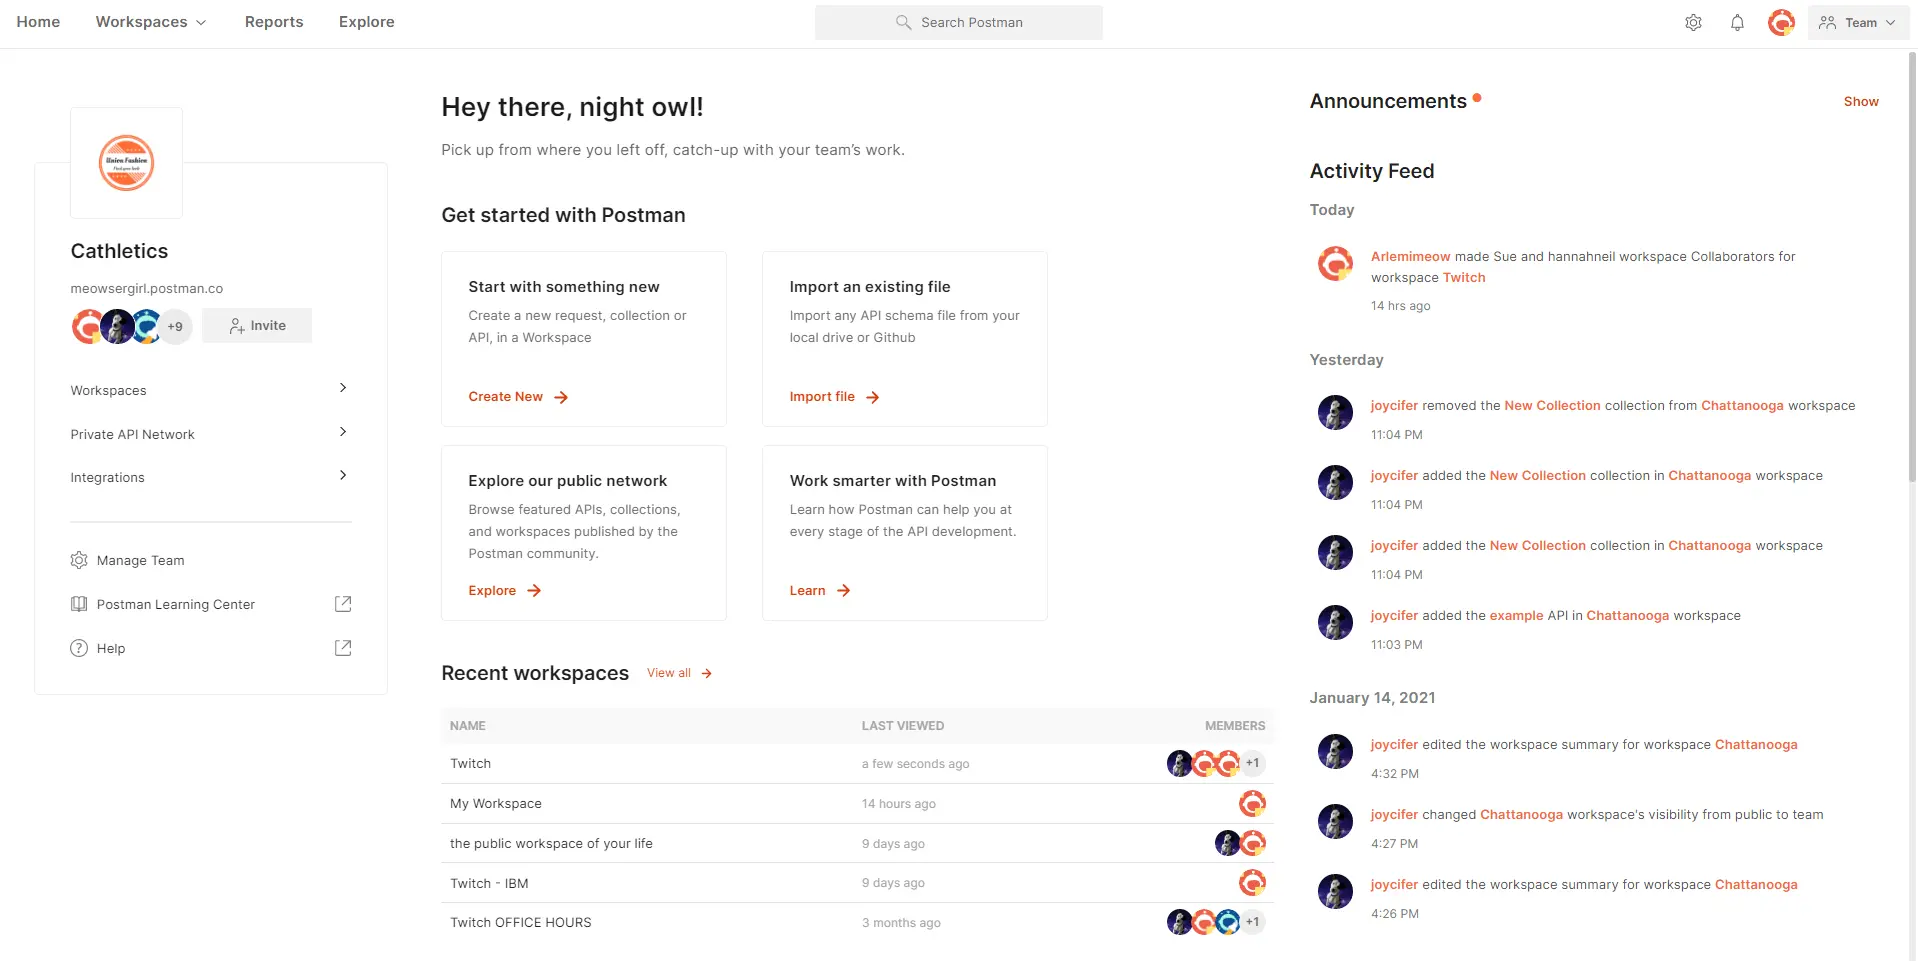 Home Workspaces Reports Explore
Search Postman
Team
Union Fashion
Cathletics
meowsergirl.postman.co
+9 Invite
Workspaces
Private API Network
Integrations
Manage Team
Postman Learning Center
Help
Hey there, night owl!
Pick up from where you left off, catch-up with your team’s work.
Get started with Postman
Start with something new
Create a new request, collection or
API, in a Workspace
Create New
Import an existing file
Import any API schema file from your
local drive or Github
Import file
Explore our public network
Browse featured APIs, collections,
and workspaces published by the
Postman community.
Explore
Work smarter with Postman
Learn how Postman can help you at
every stage of the API development.
Learn
Recent workspaces View all
NAME LAST VIEWED MEMBERS
Twitch a few seconds ago +1
My Workspace 14 hours ago
the public workspace of your life 9 days ago
Twitch - IBM 9 days ago
Twitch OFFICE HOURS 3 months ago +1
Announcements Show
Activity Feed
Today
Arlemimeow made Sue and hannahneil workspace Collaborators for
workspace Twitch
14 hrs ago
Yesterday
joycifer removed the New Collection collection from Chattanooga workspace
11:04 PM
joycifer added the New Collection collection in Chattanooga workspace
11:04 PM
joycifer added the New Collection collection in Chattanooga workspace
11:04 PM
joycifer added the example API in Chattanooga workspace
11:03 PM
January 14, 2021
joycifer edited the workspace summary for workspace Chattanooga
4:32 PM
joycifer changed Chattanooga workspace's visibility from public to team
4:27 PM
joycifer edited the workspace summary for workspace Chattanooga
4:26 PM